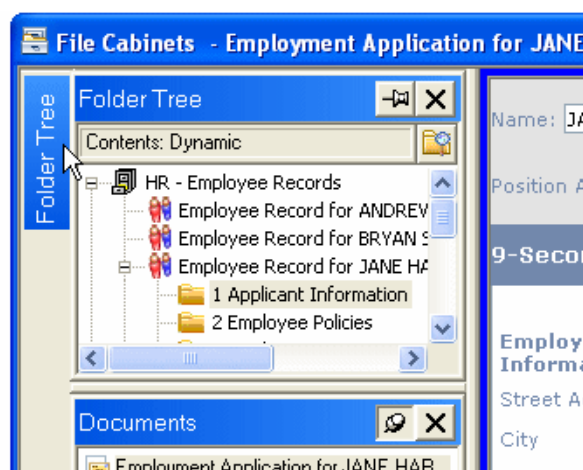 File Cabinets - Employment Application for JANE
Folder Tree
Folder Tree
Contents: Dynamic
HR - Employee Records
Employee Record for ANDREW
Employee Record for BRYAN S
Employee Record for JANE HA
1 Applicant Information
2 Employee Policies
Documents
Employment Application for JANE HAR
Name: JA
Position A
9-Secon
Employ
Informa
Street A
City